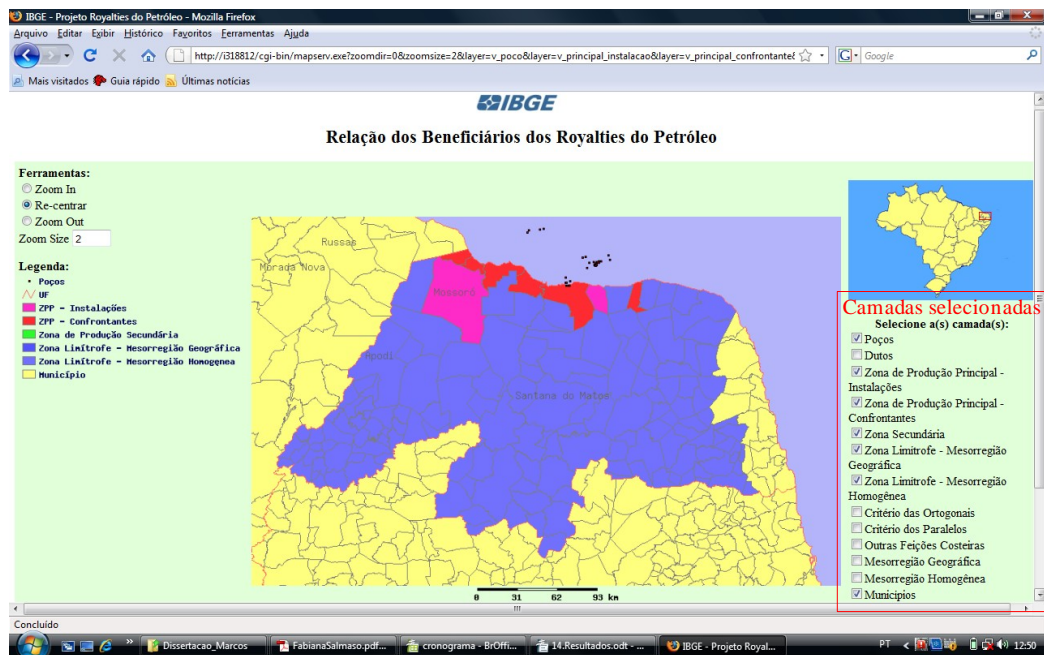 IBGE - Projeto Royalties do Petróleo - Mozilla Firefox
Arquivo Editar Exibir Histórico Favoritos Ferramentas Ajuda
http://i318812/cgi-bin/mapserv.exe?zoomdir=0&zoomsize=2&layer=v_poco&layer=v_principal_instalacao&layer=v_principal_confrontante&
G Google
Mais visitados Guia rápido Últimas notícias
IBGE
Relação dos Beneficiários dos Royalties do Petróleo
Ferramentas:
Zoom In
Re-centrar
Zoom Out
Zoom Size 2
Legenda:
Poços
UF
ZPP - Instalações
ZPP - Confrontantes
Zona de Produção Secundária
Zona Limítrofe - Mesorregião Geográfica
Zona Limítrofe - Mesorregião Homogenea
Município
Russas
Morada Nova
Mossoró
Apodi
Santana do Matos
0 31 62 93 km
Camadas selecionadas
Selecione a(s) camada(s):
Poços
Dutos
Zona de Produção Principal -
Instalações
Zona de Produção Principal -
Confrontantes
Zona Secundária
Zona Limitrofe - Mesorregião
Geográfica
Zona Limitrofe - Mesorregião
Homogênea
Critério das Ortogonais
Critério dos Paralelos
Outras Feições Costeiras
Mesorregião Geográfica
Mesorregião Homogênea
Municipios
Concluído
Dissertacao_Marcos
FabianaSalmaso.pdf...
cronograma - BrOffi...
14.Resultados.odt - ...
IBGE - Projeto Royal...
PT
12:50